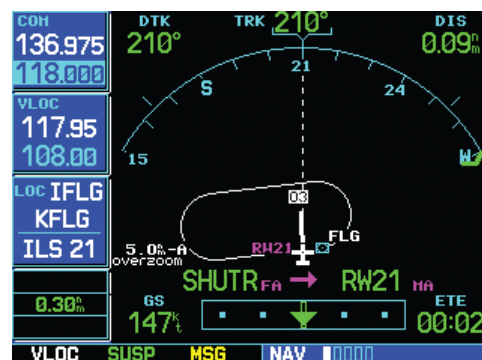 COM
136.975
118.000
VLOC
117.95
108.00
LOC IFLG
KFLG
ILS 21
0.30nm
DTK
210°
TRK 210°
DIS
0.09nm
21
S
24
15
W
03
RW21
FLG
5.0nm-A
overzoom
SHUTR FA → RW21 MA
GS
147kt
ETE
00:02
VLOC SUSP MSG NAV